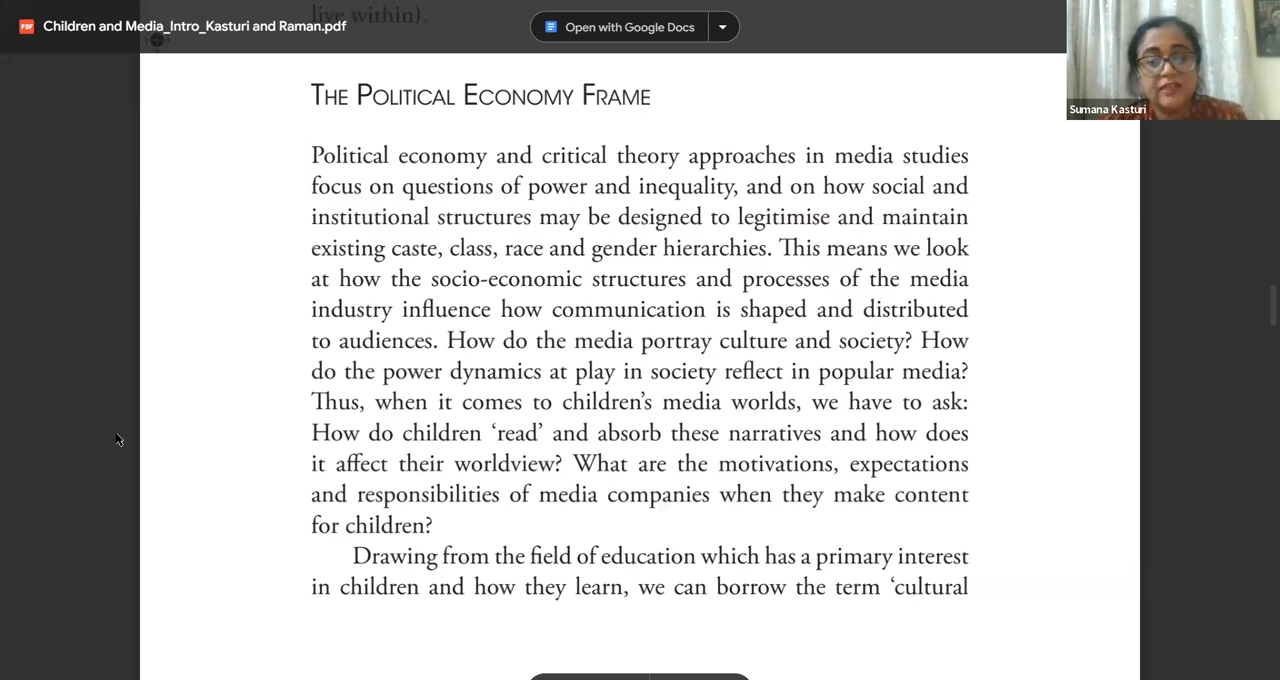 live within).
Children and Media_Intro_Kasturi and Raman.pdf
PDF
Open with Google Docs
Sumana Kasturi
THE POLITICAL ECONOMY FRAME
Political economy and critical theory approaches in media studies
focus on questions of power and inequality, and on how social and
institutional structures may be designed to legitimise and maintain
existing caste, class, race and gender hierarchies. This means we look
at how the socio-economic structures and processes of the media
industry influence how communication is shaped and distributed
to audiences. How do the media portray culture and society? How
do the power dynamics at play in society reflect in popular media?
Thus, when it comes to children’s media worlds, we have to ask:
How do children ‘read’ and absorb these narratives and how does
it affect their worldview? What are the motivations, expectations
and responsibilities of media companies when they make content
for children?
Drawing from the field of education which has a primary interest
in children and how they learn, we can borrow the term ‘cultural